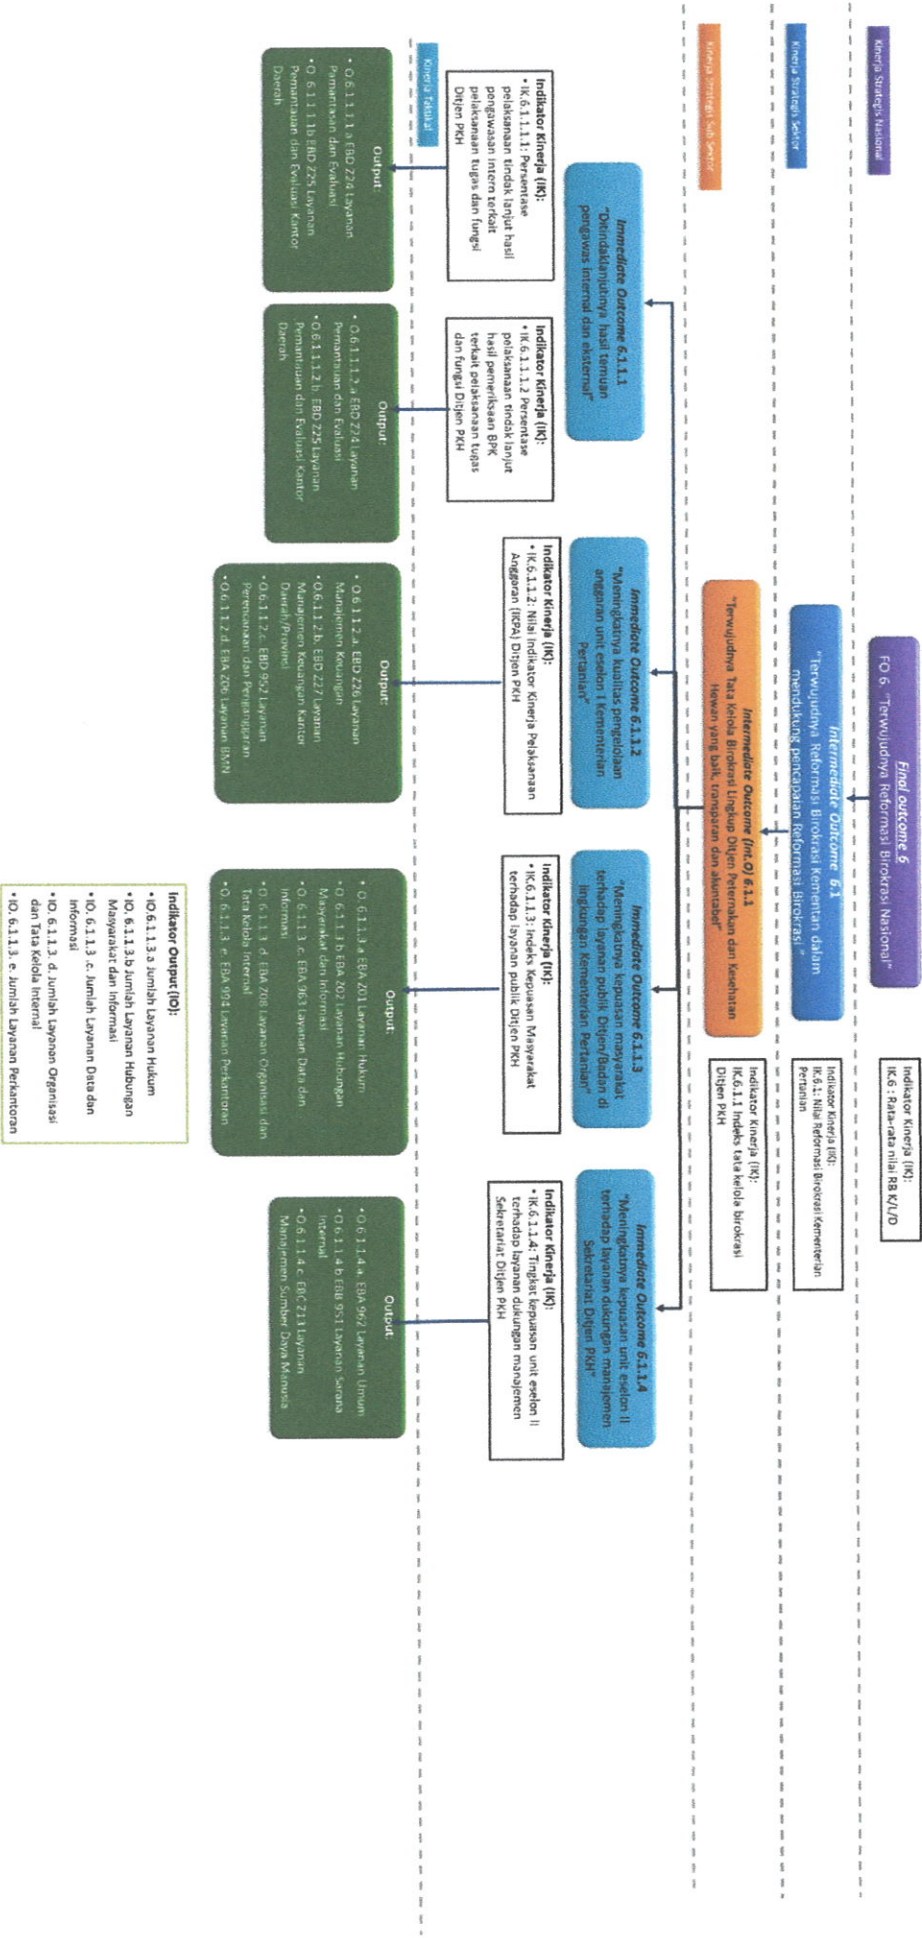 Kinerja Strategis Nasional
Final outcome 6
FO 6. "Terwujudnya Reformasi Birokrasi Nasional"
Indikator Kinerja (IK):
IK.6 : Rata-rata nilai RB K/L/D
Kinerja Strategis Sektor
Intermediate Outcome 6.1
"Terwujudnya Reformasi Birokrasi Kementan dalam
mendukung pencapaian Reformasi Birokrasi"
Indikator Kinerja (IK):
IK.6.1: Nilai Reformasi Birokrasi Kementerian
Pertanian
Kinerja Strategis Sub Sektor
Intermediate Outcome (Int.O) 6.1.1
"Terwujudnya Tata Kelola Birokrasi Lingkup Ditjen Peternakan dan Kesehatan
Hewan yang baik, transparan dan akuntabel"
Indikator Kinerja (IK):
IK.6.1.1 Indeks tata kelola birokrasi
Ditjen PKH
Immediate Outcome 6.1.1.1
"Ditindaklanjutinya hasil temuan
pengawas internal dan eksternal"
Immediate Outcome 6.1.1.2
"Meningkatnya kualitas pengelolaan
anggaran unit eselon I Kementerian
Pertanian"
Immediate Outcome 6.1.1.3
"Meningkatnya kepuasan masyarakat
terhadap layanan publik Ditjen/Badan di
lingkungan Kementerian Pertanian"
Immediate Outcome 6.1.1.4
"Meningkatnya kepuasan unit eselon II
terhadap layanan dukungan manajemen
Sekretariat Ditjen PKH"
Indikator Kinerja (IK):
• IK.6.1.1.1.1: Persentase
pelaksanaan tindak lanjut hasil
pengawasan intern terkait
pelaksanaan tugas dan fungsi
Ditjen PKH
Indikator Kinerja (IK):
• IK.6.1.1.1.2 Persentase
pelaksanaan tindak lanjut
hasil pemeriksaan BPK
terkait pelaksanaan tugas
dan fungsi Ditjen PKH
Indikator Kinerja (IK):
• IK.6.1.1.2: Nilai Indikator Kinerja Pelaksanaan
Anggaran (IKPA) Ditjen PKH
Indikator Kinerja (IK):
• IK.6.1.1.3: Indeks Kepuasan Masyarakat
terhadap layanan publik Ditjen PKH
Indikator Kinerja (IK):
• IK.6.1.1.4: Tingkat kepuasan unit eselon II
terhadap layanan dukungan manajemen
Sekretariat Ditjen PKH
Kinerja Taktikal
Output:
• O.6.1.1.1.1.a EBD Z24 Layanan
Pamantasan dan Evaluasi
• O. 6.1.1.1.1b EBD Z25 Layanan
Pemantauan dan Evaluasi Kantor
Daerah
Output:
• O.6.1.1.1.2.a EBD Z24 Layanan
Pemantauan dan Evaluasi
• O.6.1.1.1.2 b. EBD Z25 Layanan
Pemantauan dan Evaluasi Kantor
Daerah
Output:
• O.6.1.1.2.a. EBD Z26 Layanan
Manajemen Keuangan
• O.6.1.1.2.b. EBD Z27 Layanan
Manajemen Keuangan Kantor
Daerah/Provinsi
• O.6.1.1.2.c. EBD 952 Layanan
Perencanaan dan Penganggaran
• O.6.1.1.2.d. EBA Z06 Layanan BMN
Output:
• O. 6.1.1.3.a EBA Z01 Layanan Hukum
• O. 6.1.1.3.b EBA Z02 Layanan Hubungan
Masyarakat dan Informasi
• O.6.1.1.3.c. EBA 963 Layanan Data dan
Informasi
• O.6.1.1.3.d. EBA Z08 Layanan Organisasi dan
Tata Kelola Internal
• O.6.1.1.3.e. EBA 994 Layanan Perkantoran
Output:
• O.6.1.1.4.a. EBA 962 Layanan Umum
• O.6.1.1.4.b EBB 951 Layanan Sarana
Internal
• O.6.1.1.4.c. EBC Z13 Layanan
Manajemen Sumber Daya Manusia
Indikator Output (IO):
• IO.6.1.1.3.a Jumlah Layanan Hukum
• IO. 6.1.1.3.b Jumlah Layanan Hubungan
Masyarakat dan Informasi
• IO. 6.1.1.3 .c. Jumlah Layanan Data dan
Informasi
• IO. 6.1.1.3. d. Jumlah Layanan Organisasi
dan Tata Kelola Internal
• IO. 6.1.1.3. e. Jumlah Layanan Perkantoran